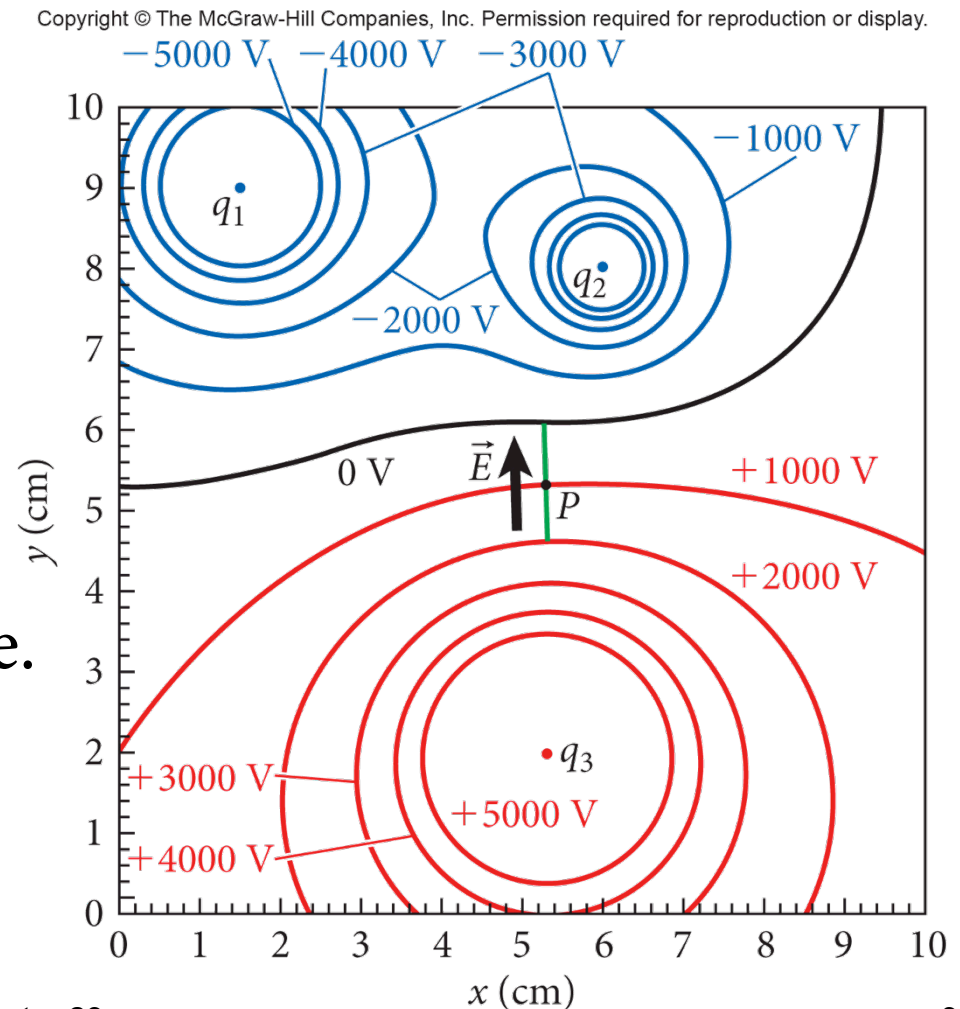 Copyright © The McGraw-Hill Companies, Inc. Permission required for reproduction or display.
−5000 V −4000 V −3000 V
10
−1000 V
9
q1
8
q2
−2000 V
7
6
0 V
E
+1000 V
y (cm)
5
P
4
+2000 V
e.
3
2
q3
+3000 V
+5000 V
1
+4000 V
0
0 1 2 3 4 5 6 7 8 9 10
x (cm)